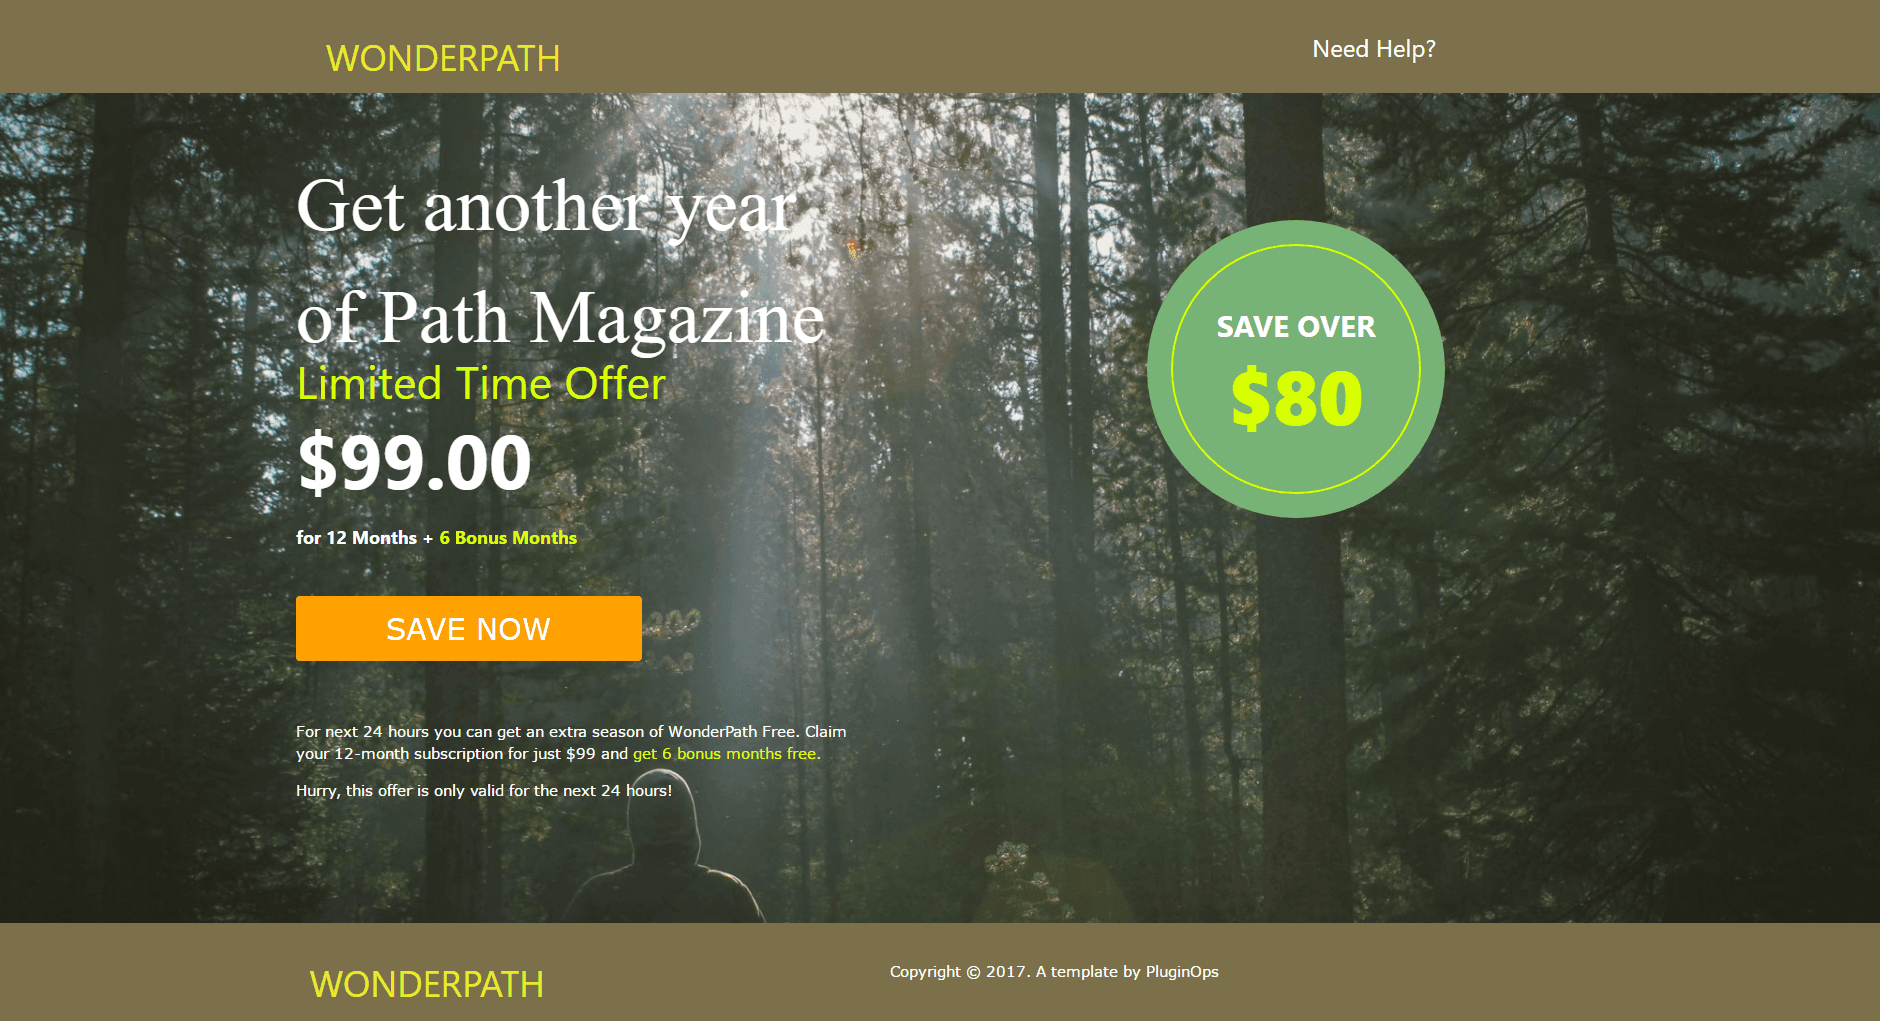 WONDERPATH
Need Help?
Get another year
of Path Magazine
Limited Time Offer
$99.00
for 12 Months + 6 Bonus Months
SAVE NOW
For next 24 hours you can get an extra season of WonderPath Free. Claim
your 12-month subscription for just $99 and get 6 bonus months free.
Hurry, this offer is only valid for the next 24 hours!
SAVE OVER
$80
WONDERPATH
Copyright © 2017. A template by PluginOps